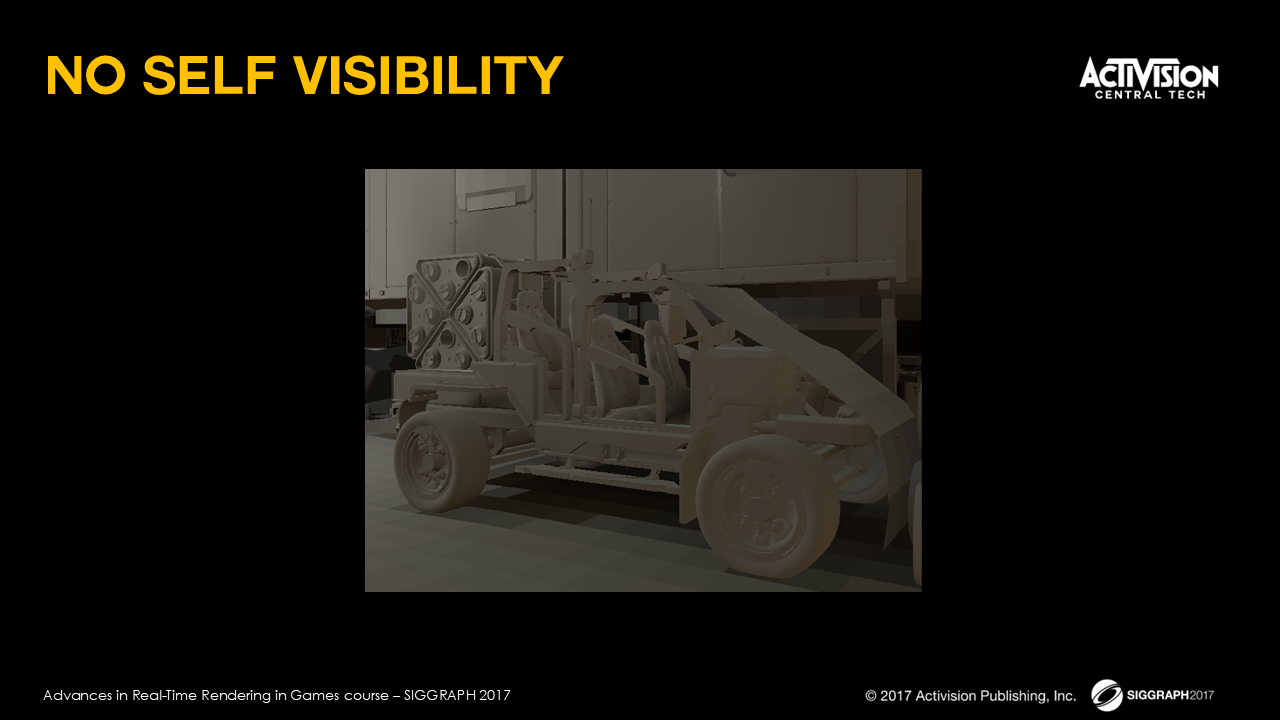 NO SELF VISIBILITY
ACTIVISION
CENTRAL TECH
Advances in Real-Time Rendering in Games course – SIGGRAPH 2017
© 2017 Activision Publishing, Inc.
SIGGRAPH2017